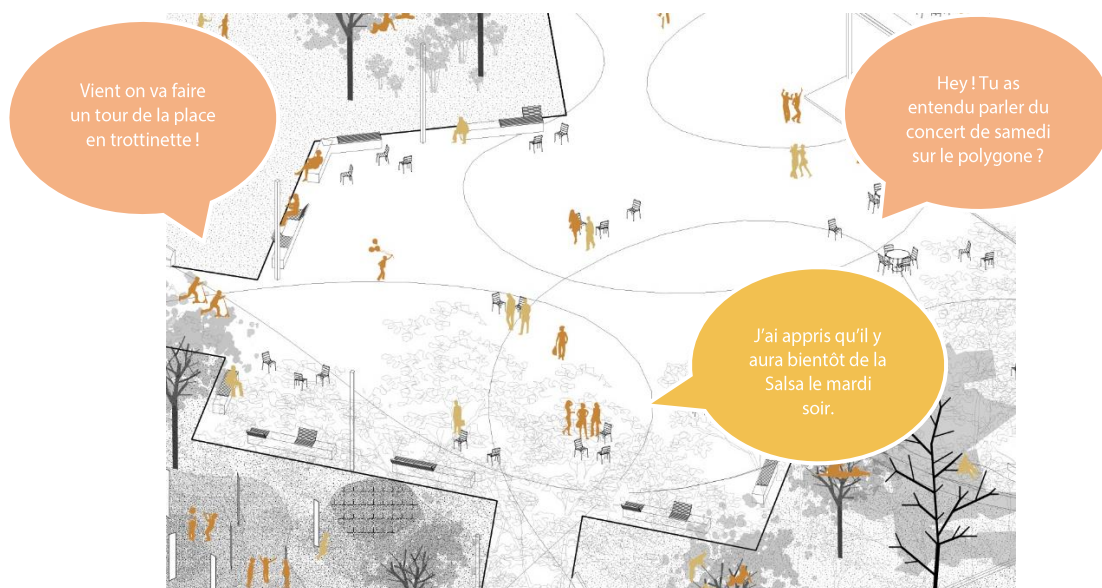 Vient on va faire
un tour de la place
en trottinette !
Hey ! Tu as
entendu parler du
concert de samedi
sur le polygone ?
J'ai appris qu'il y
aura bientôt de la
Salsa le mardi
soir.